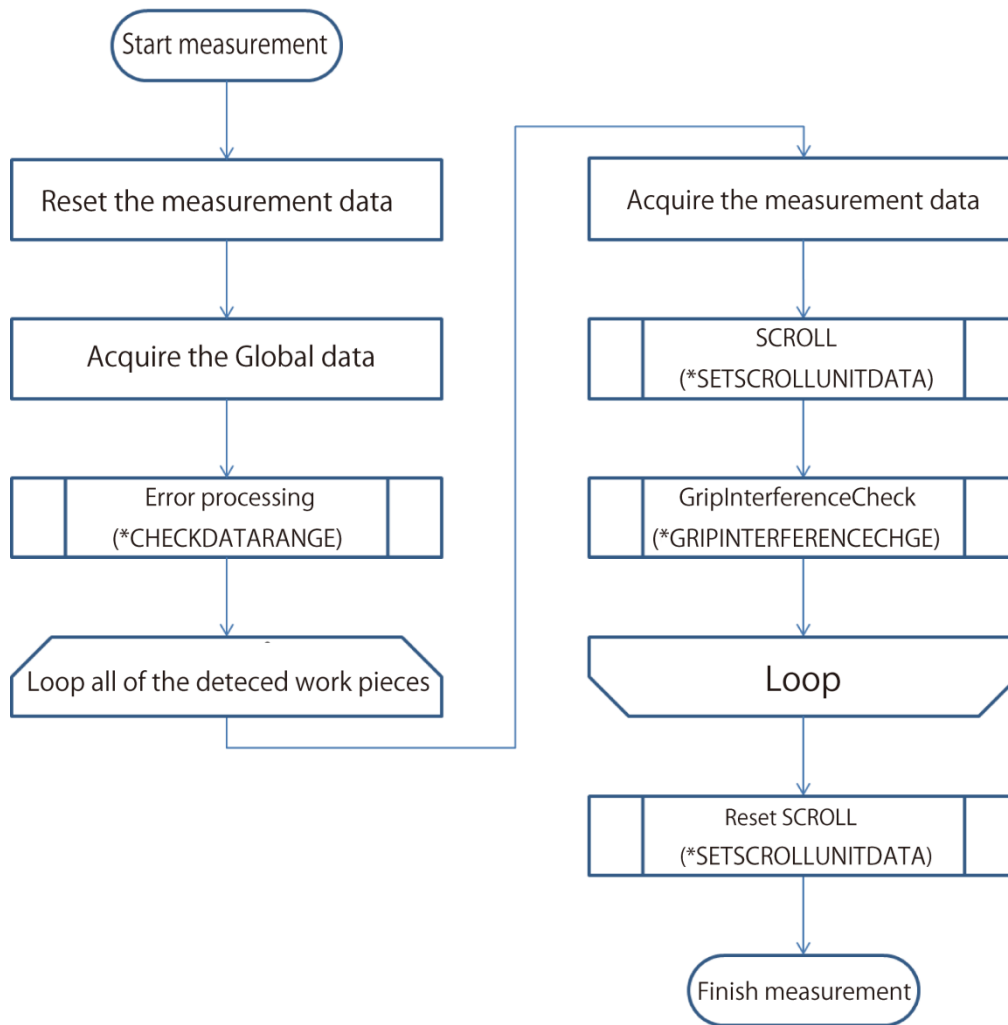 Start measurement
Reset the measurement data
Acquire the Global data
Error processing
(*CHECKDATARANGE)
Loop all of the deteced work pieces
Acquire the measurement data
SCROLL
(*SETSCROLLUNITDATA)
GripInterferenceCheck
(*GRIPINTERFERENCECHGE)
Loop
Reset SCROLL
(*SETSCROLLUNITDATA)
Finish measurement